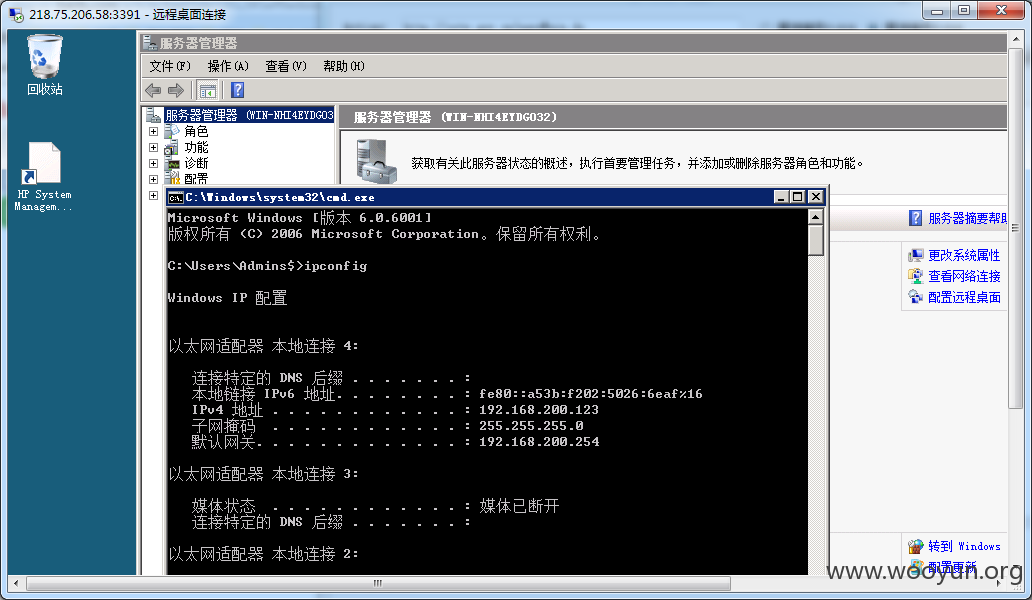 218.75.206.58:3391 - 远程桌面连接
回收站
HP System
Managem...
服务器管理器
文件(F) 操作(A) 查看(V) 帮助(H)
服务器管理器 (WIN-NHI4EYDGO3
角色
功能
诊断
配置
服务器管理器 (WIN-NHI4EYDGO32)
获取有关此服务器状态的概述，执行首要管理任务，并添加或删除服务器角色和功能。
服务器摘要帮助
更改系统属性
查看网络连接
配置远程桌面
转到 Windows
配置更新
C:\Windows\system32\cmd.exe
Microsoft Windows [版本 6.0.6001]
版权所有 (C) 2006 Microsoft Corporation。保留所有权利。
C:\Users\Admins$>ipconfig
Windows IP 配置
以太网适配器 本地连接 4:
连接特定的 DNS 后缀 . . . . . . . :
本地链接 IPv6 地址. . . . . . . . : fe80::a53b:f202:5026:6eaf%16
IPv4 地址 . . . . . . . . . . . . : 192.168.200.123
子网掩码 . . . . . . . . . . . . : 255.255.255.0
默认网关. . . . . . . . . . . . . : 192.168.200.254
以太网适配器 本地连接 3:
媒体状态 . . . . . . . . . . . . : 媒体已断开
连接特定的 DNS 后缀 . . . . . . . :
以太网适配器 本地连接 2:
www.wooyun.org